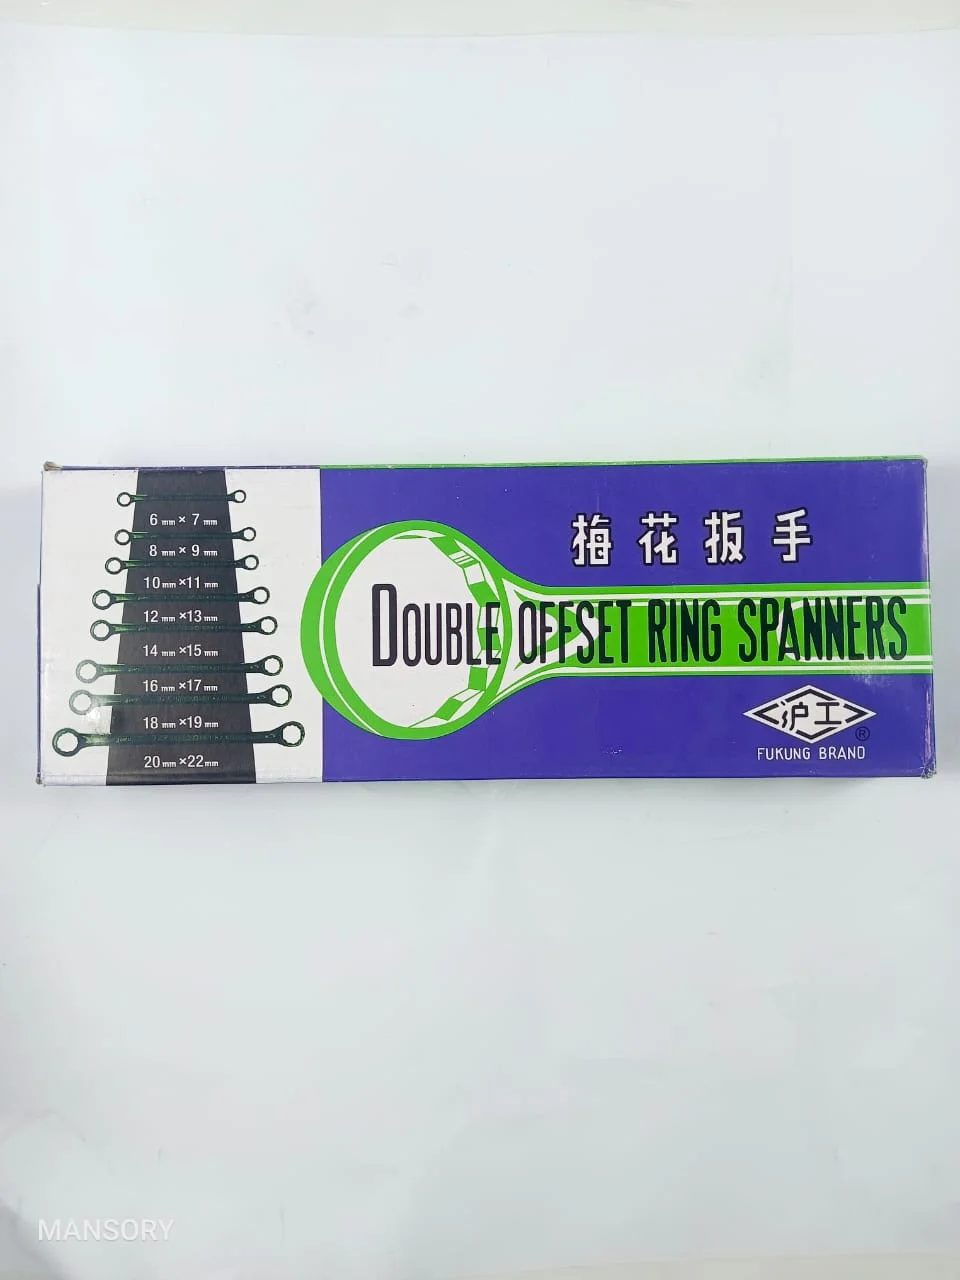 6 mm × 7 mm
8 mm × 9 mm
10 mm ×11 mm
12 mm ×13 mm
14 mm ×15 mm
16 mm ×17 mm
18 mm ×19 mm
20 mm ×22 mm
梅花扳手
DOUBLE OFFSET RING SPANNERS
沪工
®
FUKUNG BRAND
MANSORY